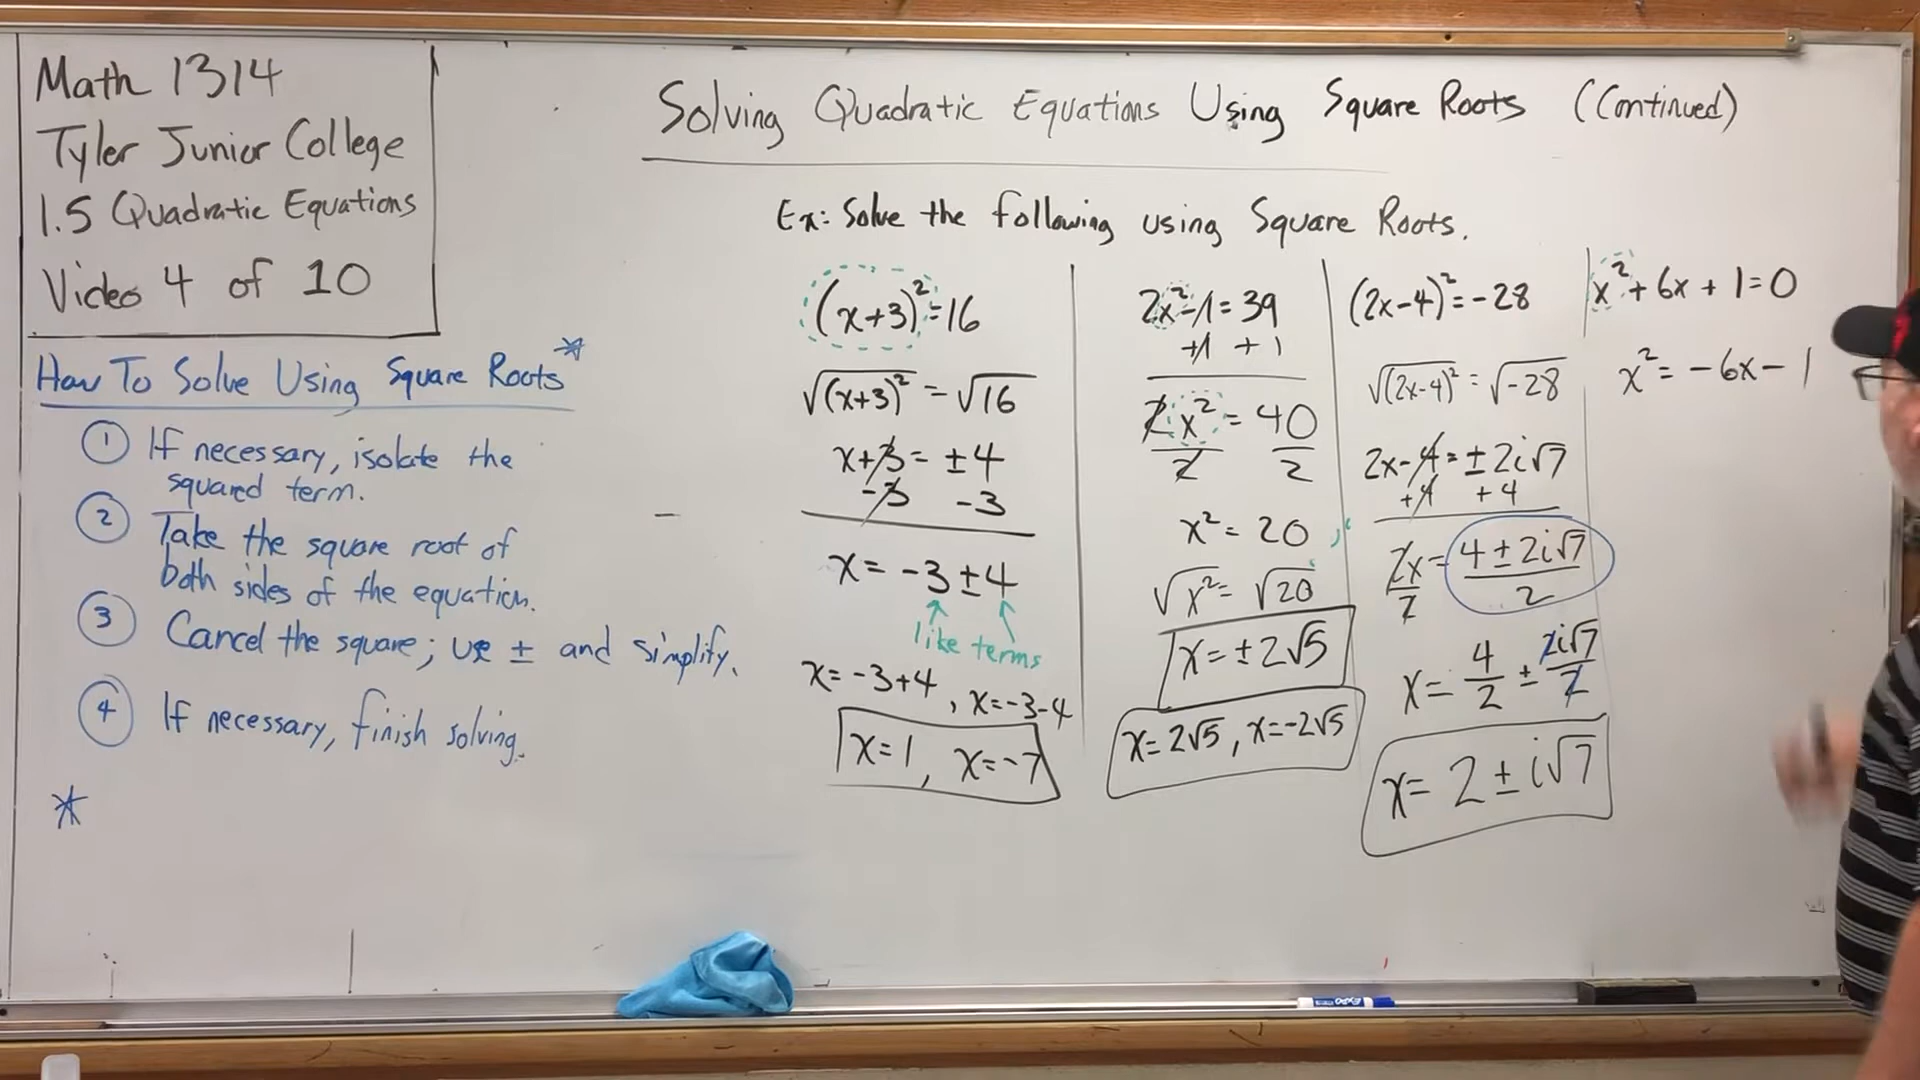 Math 1314
Tyler Junior College
1.5 Quadratic Equations
Video 4 of 10
How To Solve Using Square Roots*
① If necessary, isolate the
squared term.
② Take the square root of
both sides of the equation.
③ Cancel the square; use ± and simplify.
④ If necessary, finish solving.
*
Solving Quadratic Equations Using Square Roots (Continued)
Ex: Solve the following using Square Roots.
(x+3)²=16
√(x+3)² = √16
x+3 = ±4
-3 -3
x = -3 ± 4
like terms
x=-3+4, x=-3-4
x=1, x=-7
2x²-1=39
+1 +1
2x² = 40
2 2
x² = 20
√x² = √20
x = ±2√5
x=2√5, x=-2√5
(2x-4)²=-28
√(2x-4)² = √-28
2x-4 = ±2i√7
+4 +4
2x = 4±2i√7
2 2
x = 4/2 ± 2i√7/2
x = 2 ± i√7
x²+6x+1=0
x² = -6x-1